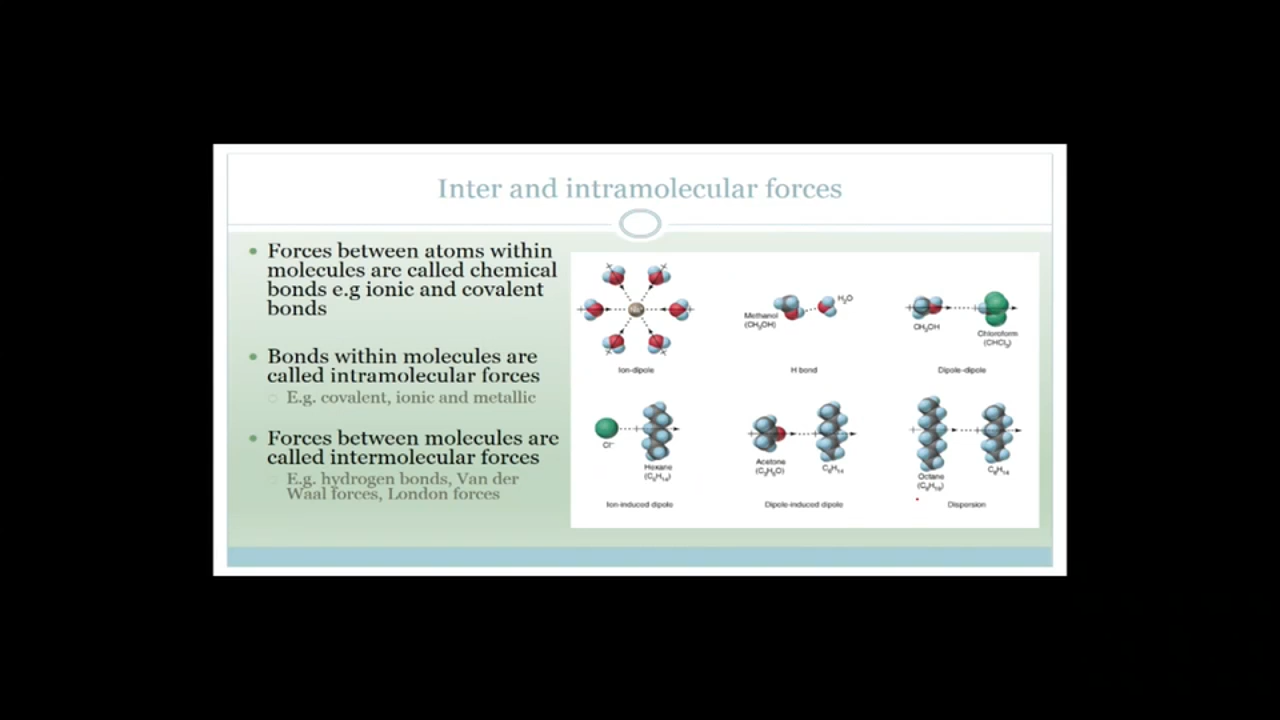 Inter and intramolecular forces
Forces between atoms within
molecules are called chemical
bonds e.g ionic and covalent
bonds
Bonds within molecules are
called intramolecular forces
E.g. covalent, ionic and metallic
Forces between molecules are
called intermolecular forces
E.g. hydrogen bonds, Van der
Waal forces, London forces
Ion-dipole
Methanol
(CH₃OH)
H₂O
H bond
CH₃OH
Chloroform
(CHCl₃)
Dipole-dipole
Cl⁻
Hexane
(C₆H₁₄)
Ion-induced dipole
Acetone
(C₃H₆O)
C₆H₁₄
Dipole-induced dipole
Octane
(C₈H₁₈)
C₆H₁₄
Dispersion